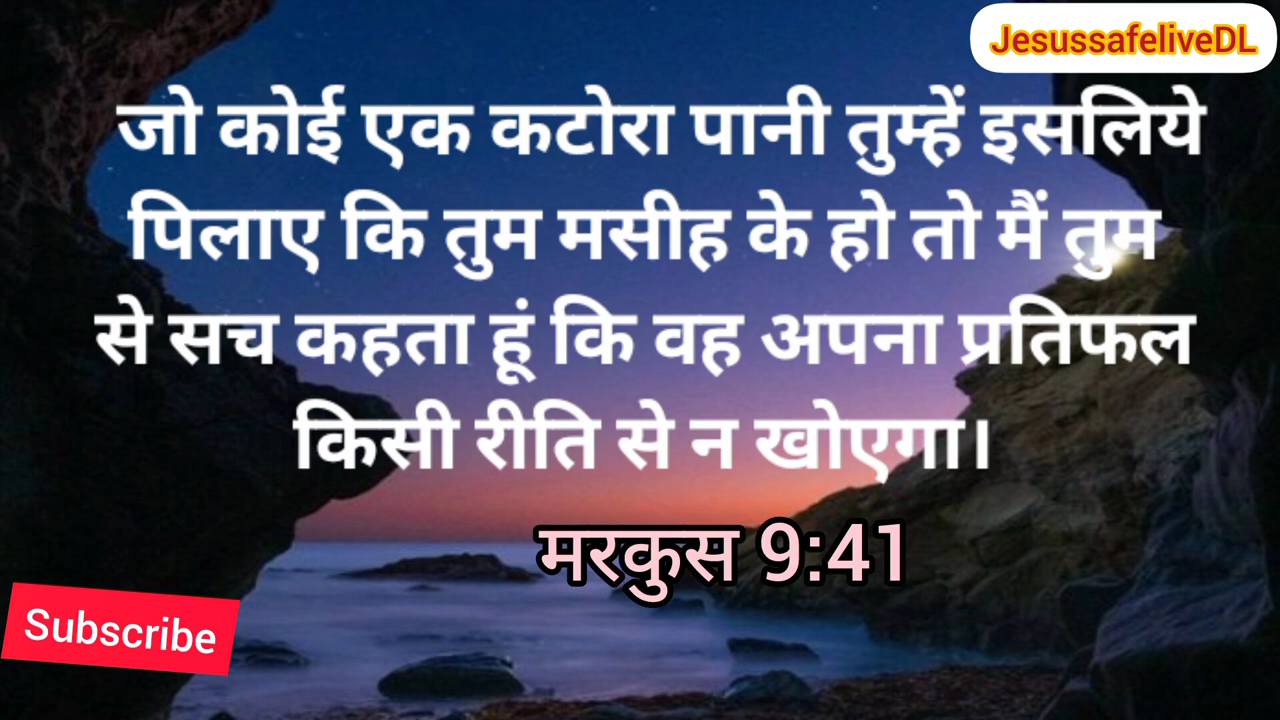 JesussafeliveDL
जो कोई एक कटोरा पानी तुम्हें इसलिये
पिलाए कि तुम मसीह के हो तो मैं तुम
से सच कहता हूं कि वह अपना प्रतिफल
किसी रीति से न खोएगा।
मरकुस 9:41
Subscribe